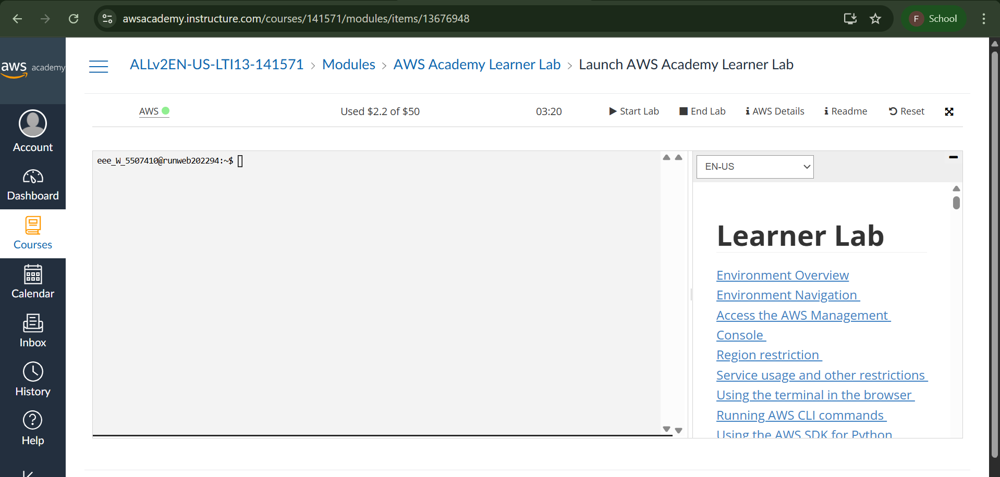 awsacademy.instructure.com/courses/141571/modules/items/13676948
F School
aws academy
ALLv2EN-US-LTI13-141571 > Modules > AWS Academy Learner Lab > Launch AWS Academy Learner Lab
AWS
Used $2.2 of $50
03:20
Start Lab
End Lab
AWS Details
Readme
Reset
Account
Dashboard
Courses
Calendar
Inbox
History
Help
eee_W_5507410@runweb202294:~$
EN-US
Learner Lab
Environment Overview
Environment Navigation
Access the AWS Management
Console
Region restriction
Service usage and other restrictions
Using the terminal in the browser
Running AWS CLI commands
Using the AWS SDK for Python